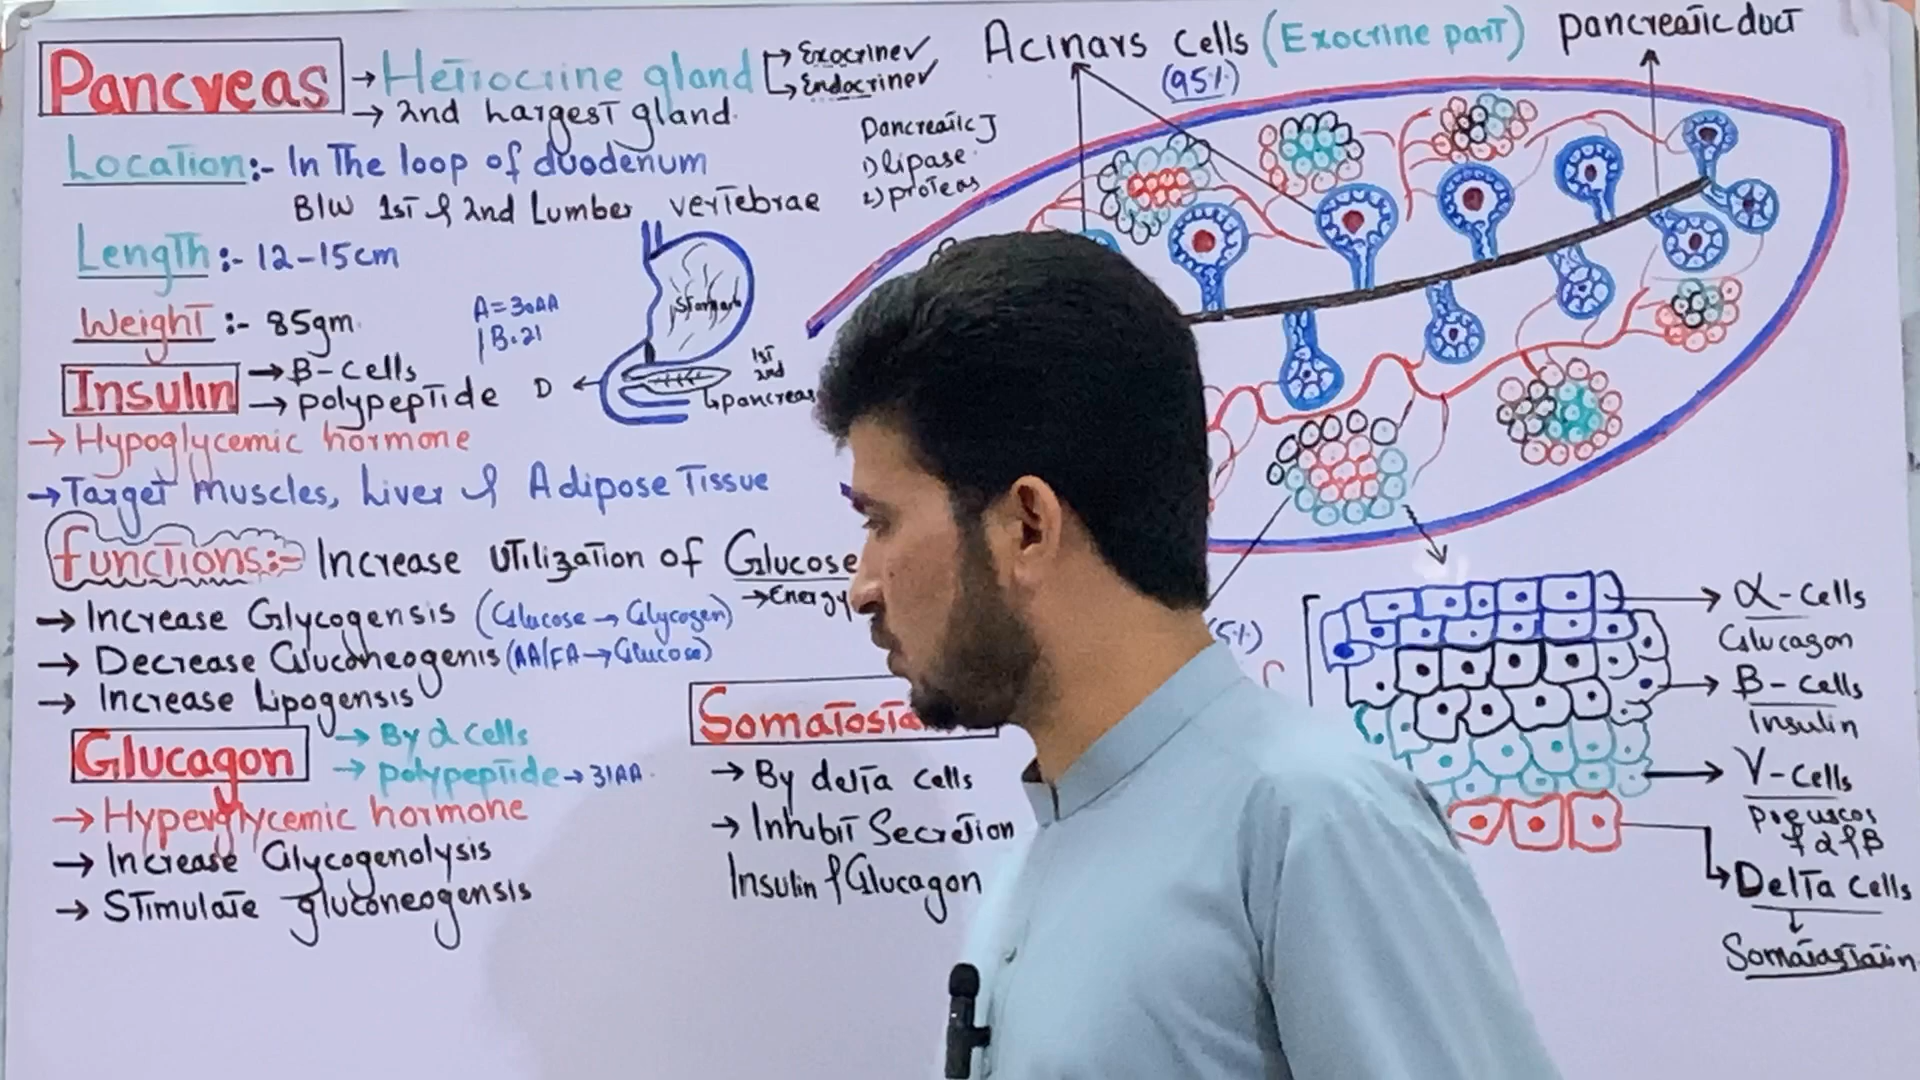 Pancreas → Hetrocrine gland → Exocrine✓
→ Endocrine✓
→ 2nd largest gland.
Location:- In The loop of duodenum
B/W 1st & 2nd Lumber vertebrae
Length:- 12-15cm
Weight:- 85gm.
A=30AA
B.21
Insulin → B-cells
→ polypeptide
→ Hypoglycemic hormone
→ Target muscles, Liver & Adipose Tissue
Functions:- Increase Utilization of Glucose
→ Energy
→ Increase Glycogensis (Glucose → Glycogen)
→ Decrease Gluconeogenis (AA/FA → Glucose)
→ Increase Lipogensis
Glucagon → By α cells
→ polypeptide → 31AA.
→ Hyperglycemic hormone
→ Increase Glycogenolysis
→ Stimulate gluconeogensis
D
1st
2nd
pancreas
→ By delta cells
→ Inhibit Secretion
Insulin & Glucagon
Acinars cells (Exocrine part)
(95%)
pancreatic duct
Pancreatic J
1) lipase
2) proteas
(5%)
α-cells
Glucagon
B-cells
Insulin
γ-cells
Delta cells
Somatostatin